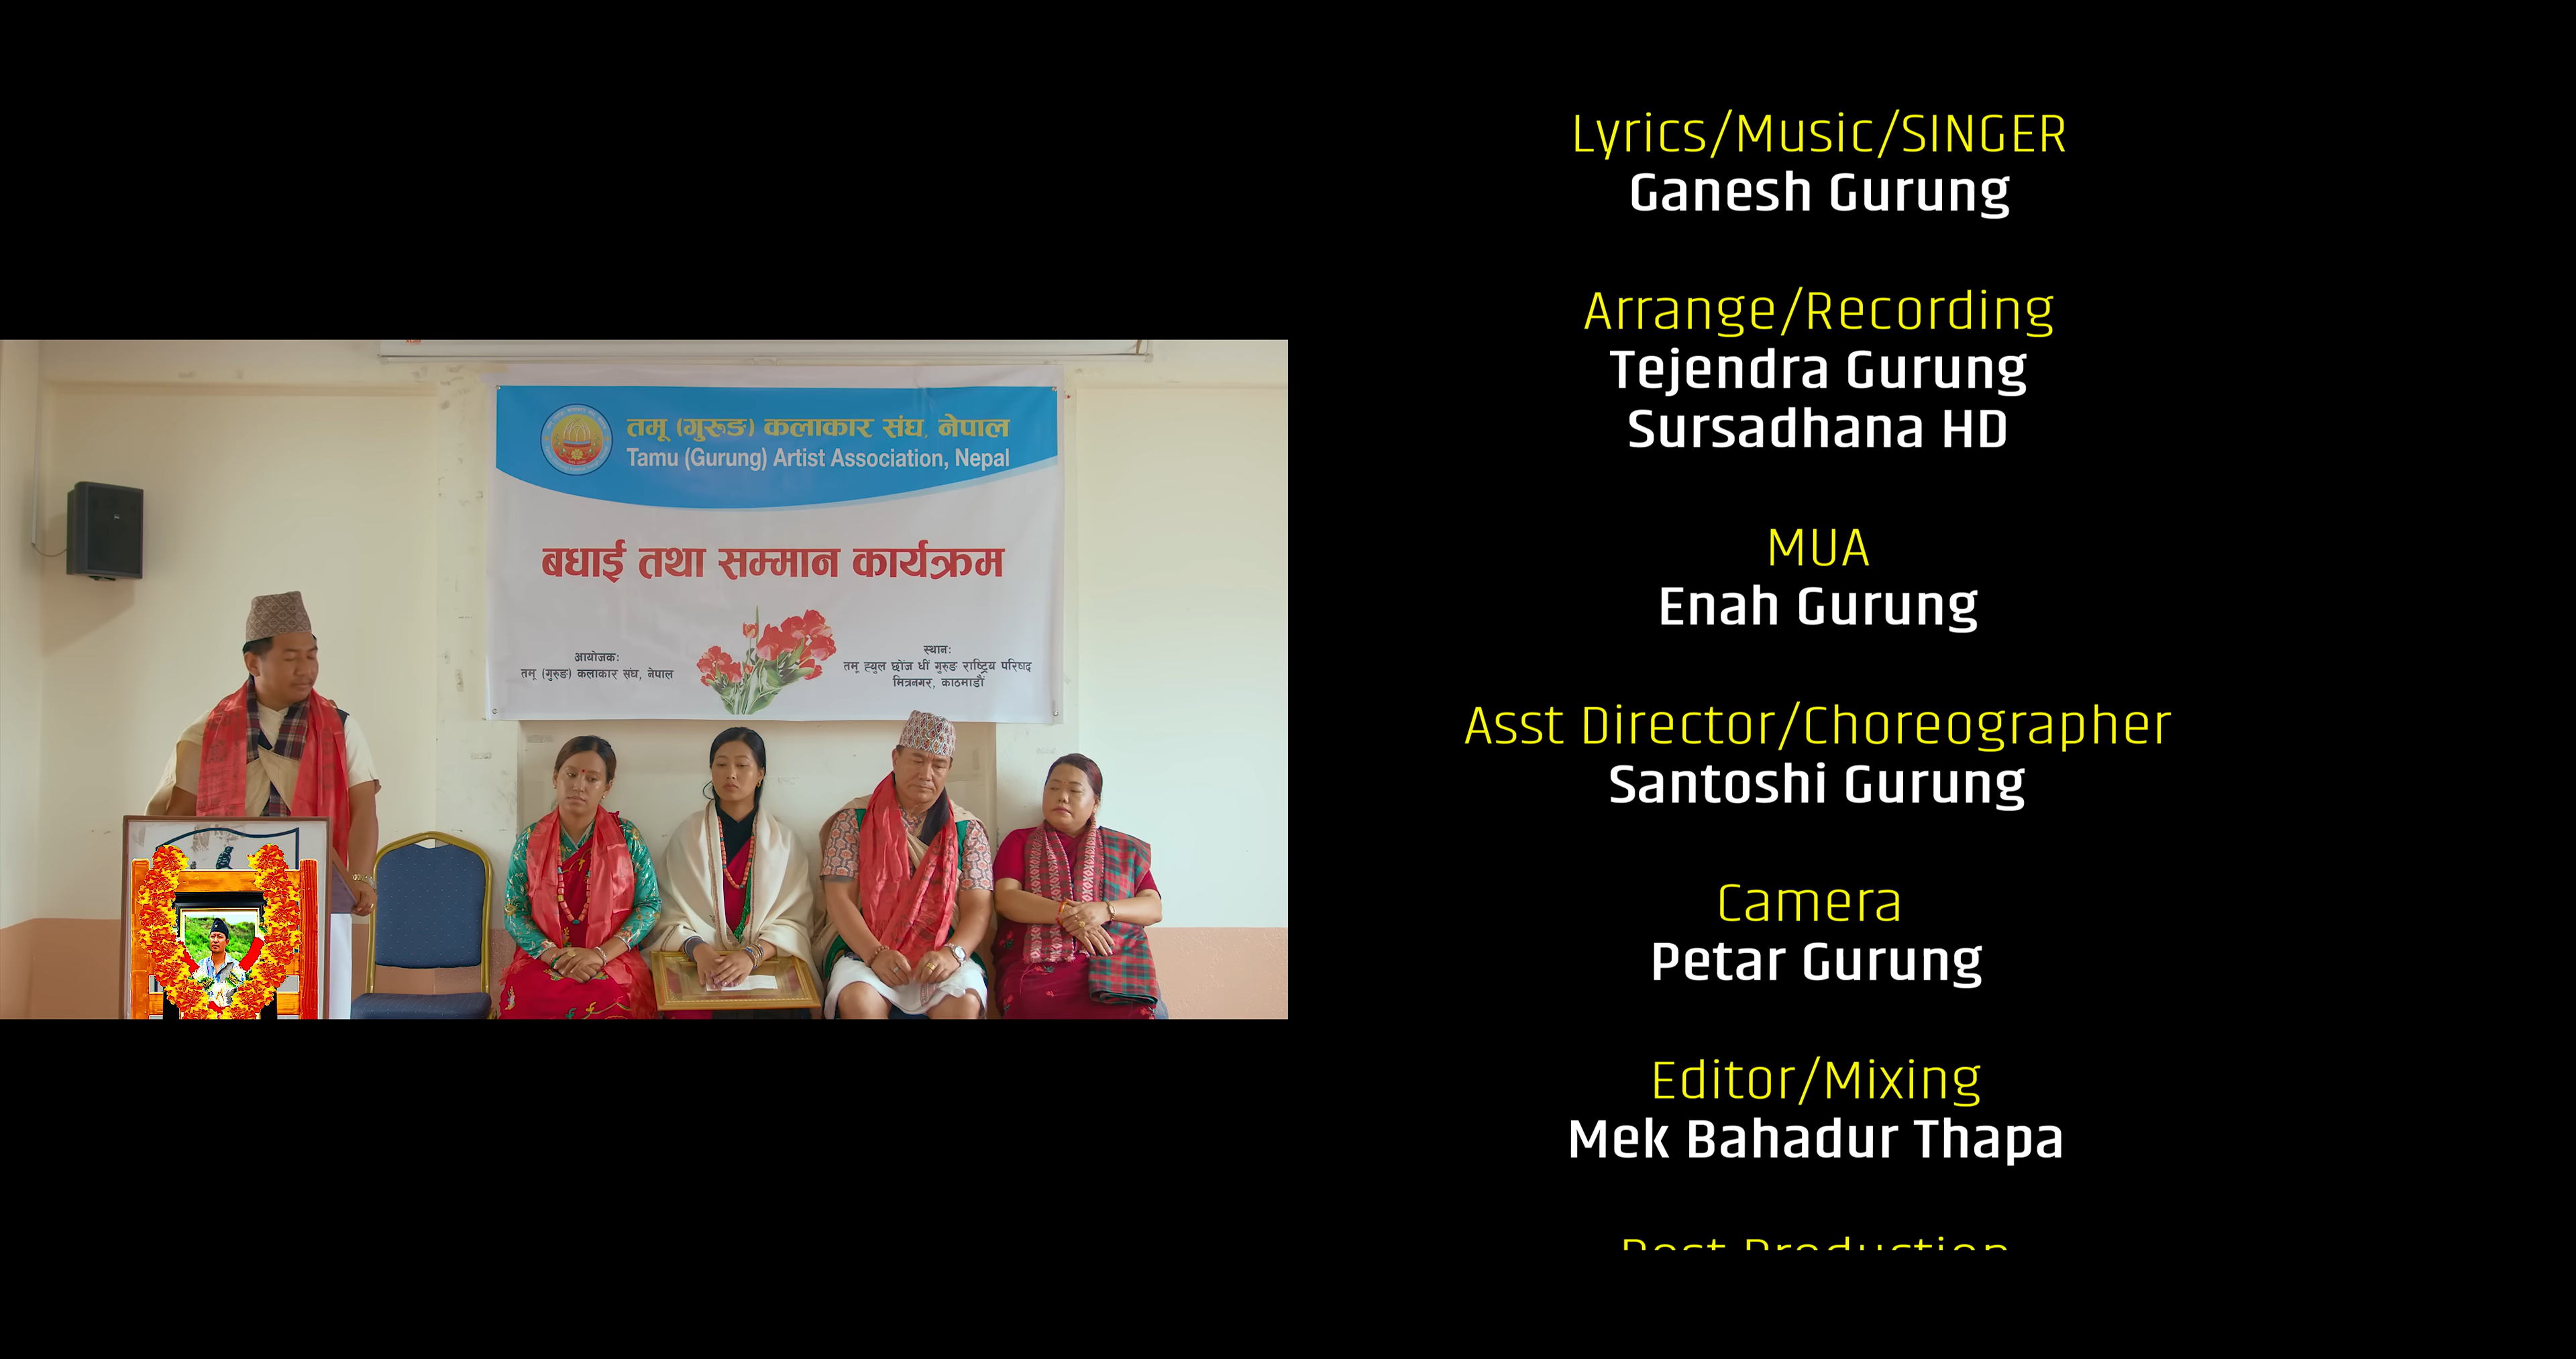 तमू (गुरूङ) कलाकार संघ, नेपाल
Tamu (Gurung) Artist Association, Nepal
बधाई तथा सम्मान कार्यक्रम
आयोजक:
तमू (गुरुङ) कलाकार संघ, नेपाल
स्थान:
तमू ह्युल छोंज धीं गुरुङ राष्ट्रिय परिषद
मित्रनगर, काठमाडौं
Lyrics/Music/SINGER
Ganesh Gurung
Arrange/Recording
Tejendra Gurung
Sursadhana HD
MUA
Enah Gurung
Asst Director/Choreographer
Santoshi Gurung
Camera
Petar Gurung
Editor/Mixing
Mek Bahadur Thapa
Post Production